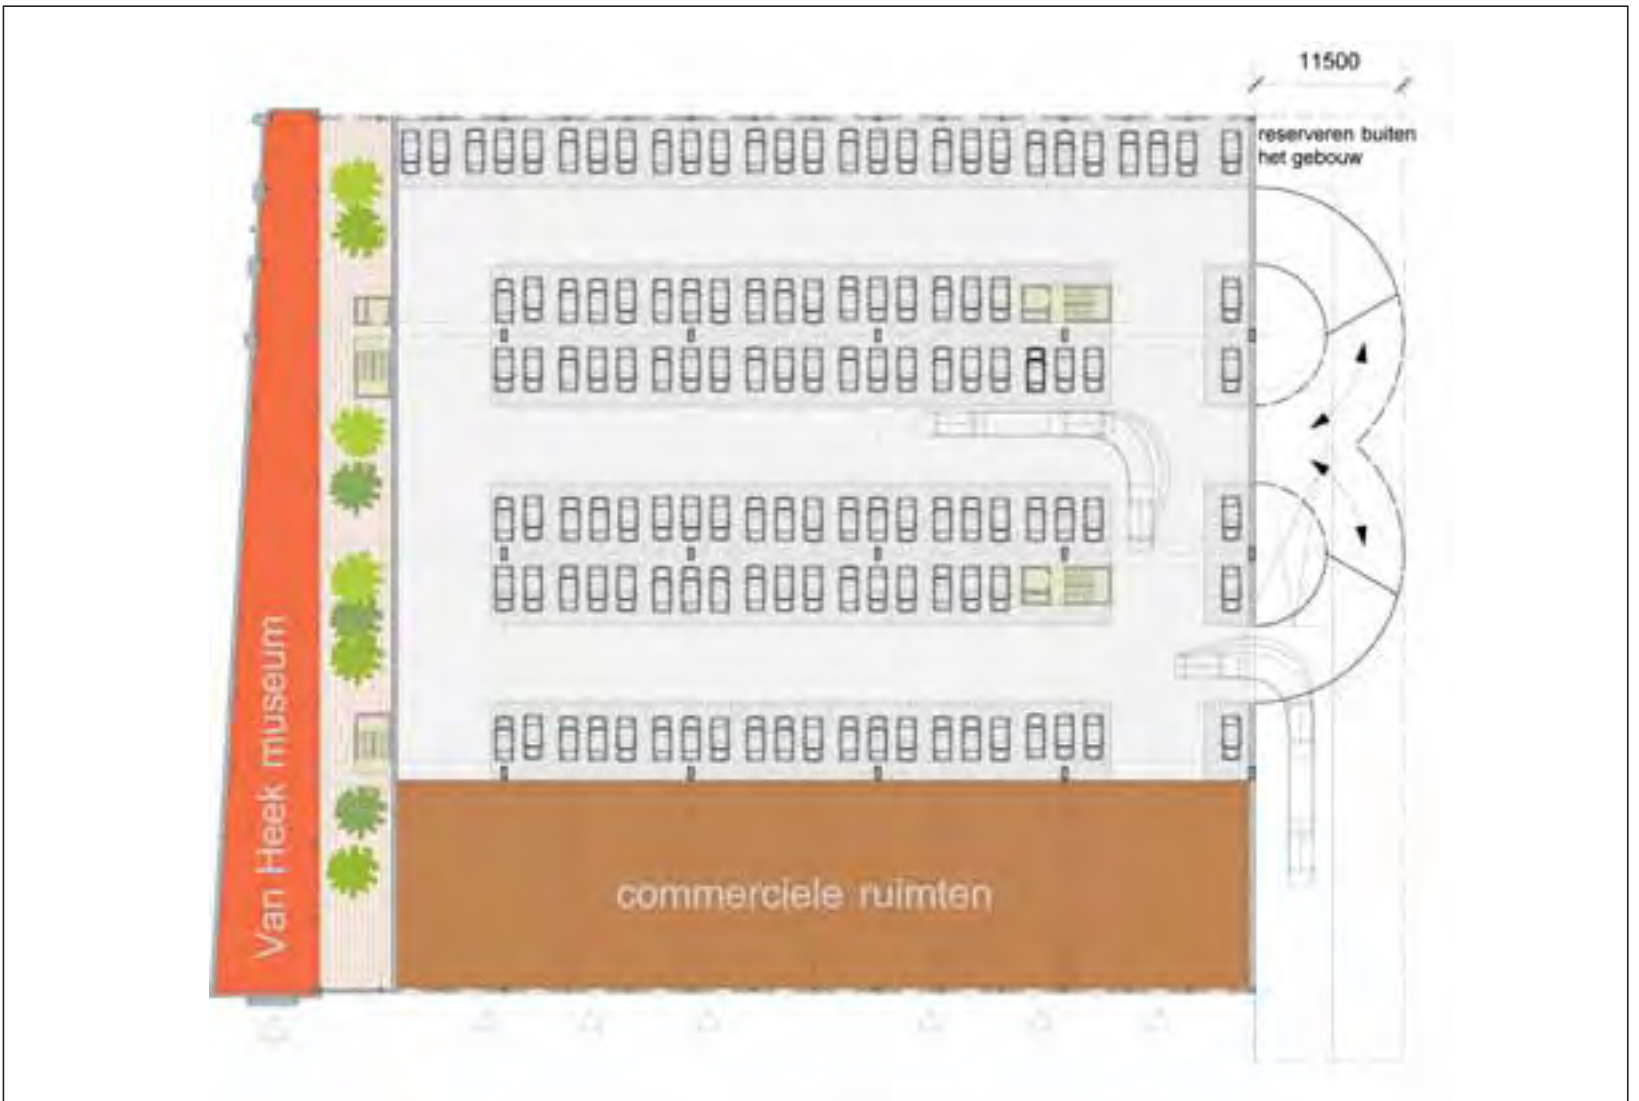 11500
reserveren buiten
het gebouw
Van Heek museum
commerciele ruimten